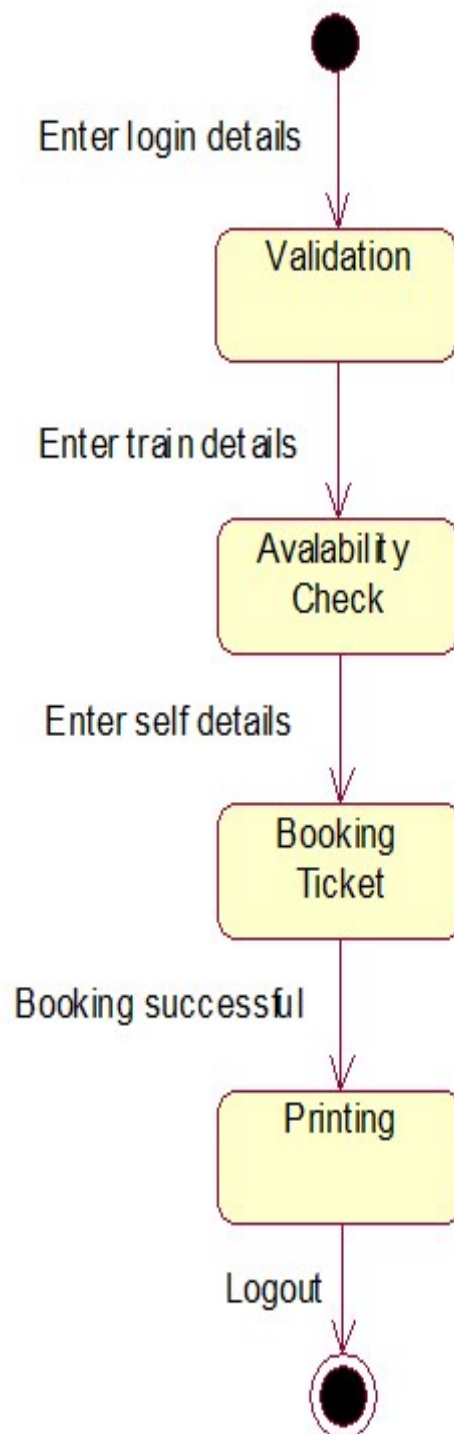 Enter login details
Validation
Enter train details
Avalability
Check
Enter self details
Booking
Ticket
Booking successful
Printing
Logout